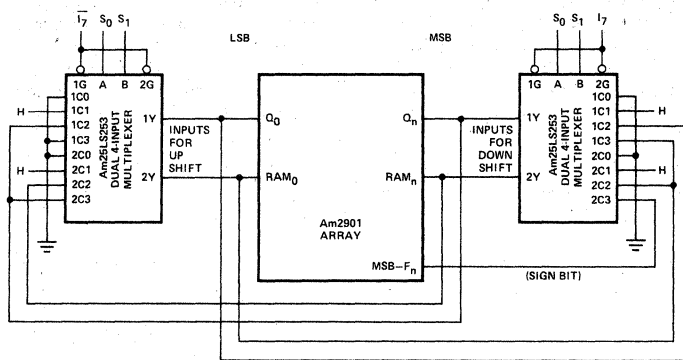 I̅7 S0 S1
LSB
MSB
S0 S1 I7
1G A B 2G
1C0
1C1
1C2
1C3
2C0
2C1
2C2
2C3
H
H
Am25LS253
DUAL 4-INPUT
MULTIPLEXER
1Y
2Y
INPUTS
FOR
UP
SHIFT
Q0
RAM0
Qn
RAMn
Am2901
ARRAY
MSB–Fn
INPUTS
FOR
DOWN
SHIFT
1G A B 2G
1Y
2Y
Am25LS253
DUAL 4-INPUT
MULTIPLEXER
1C0
1C1
1C2
1C3
2C0
2C1
2C2
2C3
H
H
(SIGN BIT)